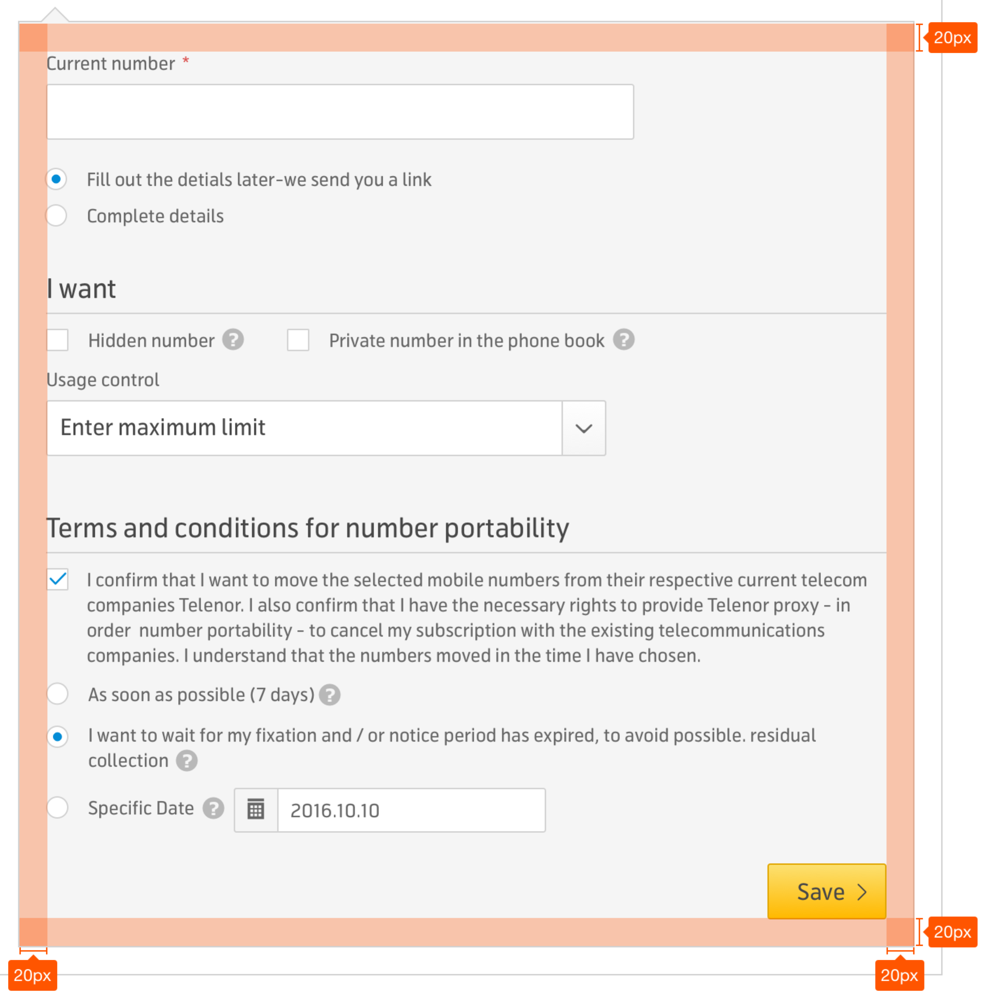 20px
Current number *
Fill out the detials later-we send you a link
Complete details
I want
Hidden number ? Private number in the phone book ?
Usage control
Enter maximum limit
Terms and conditions for number portability
I confirm that I want to move the selected mobile numbers from their respective current telecom
companies Telenor. I also confirm that I have the necessary rights to provide Telenor proxy - in
order  number portability - to cancel my subscription with the existing telecommunications
companies. I understand that the numbers moved in the time I have chosen.
As soon as possible (7 days) ?
I want to wait for my fixation and / or notice period has expired, to avoid possible. residual
collection ?
Specific Date ? 2016.10.10
Save
20px
20px 20px